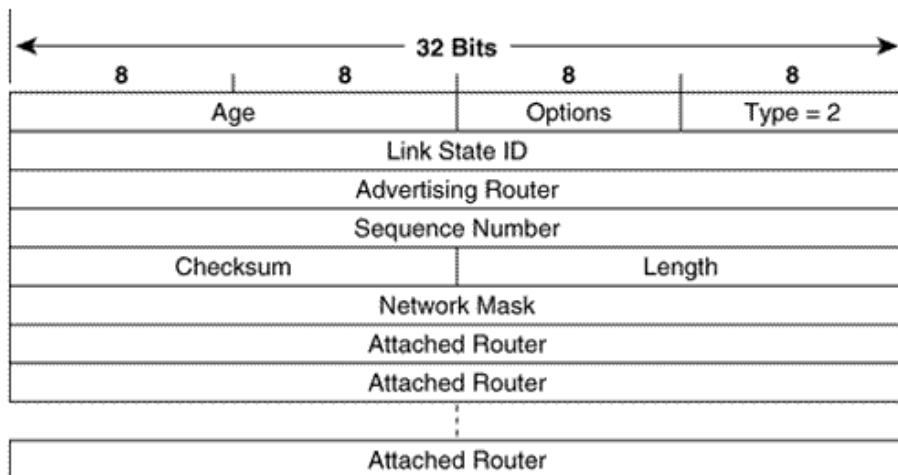 32 Bits
8 8 8 8
Age Options Type = 2
Link State ID
Advertising Router
Sequence Number
Checksum Length
Network Mask
Attached Router
Attached Router
Attached Router